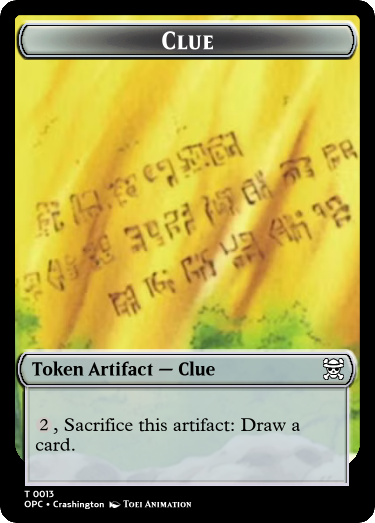 Clue
Token Artifact — Clue
2, Sacrifice this artifact: Draw a
card.
T 0013
OPC • Crashington Toei Animation